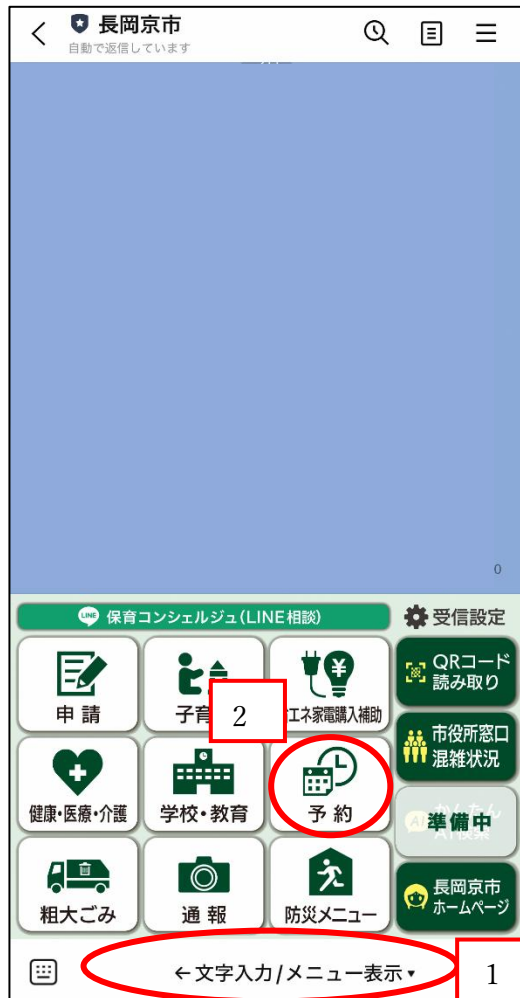 長岡京市
自動で返信しています
0
LINE 保育コンシェルジュ(LINE相談)
受信設定
申請
子育
エネ家電購入補助
QRコード
読み取り
2
市役所窓口
混雑状況
健康・医療・介護
学校・教育
予約
準備中
粗大ごみ
通報
防災メニュー
長岡京市
ホームページ
←文字入力/メニュー表示▾
1